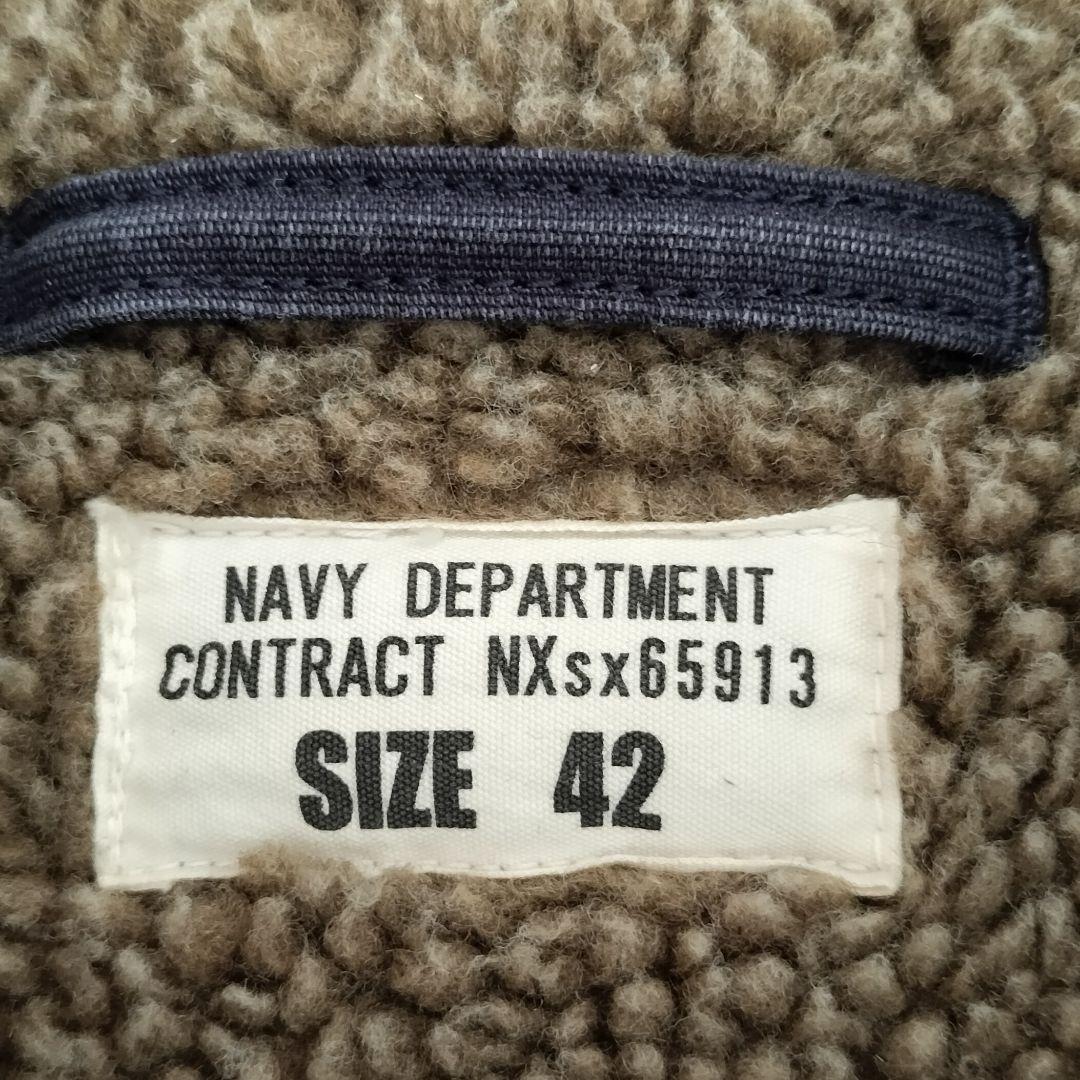 NAVY DEPARTMENT
CONTRACT NXsx65913
SIZE 42